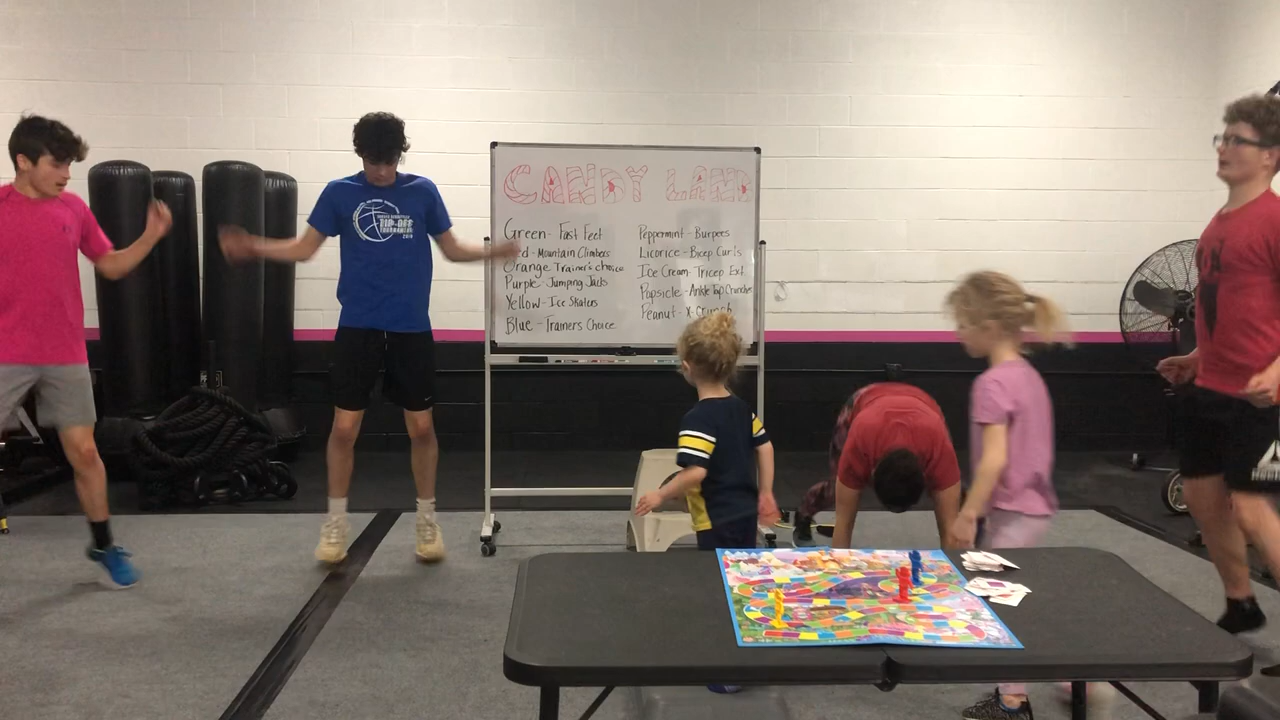 CANDY LAND
Green - Fast Feet
Red - Mountain Climbers
Orange Trainer's choice
Purple - Jumping Jacks
Yellow - Ice Skaters
Blue - Trainers Choice
Peppermint - Burpees
Licorice - Bicep Curls
Ice Cream - Tricep Ext.
Popsicle - Ankle Tap Crunches
Peanut - X-Crunch
TIP-OFF
TOURNAMENT